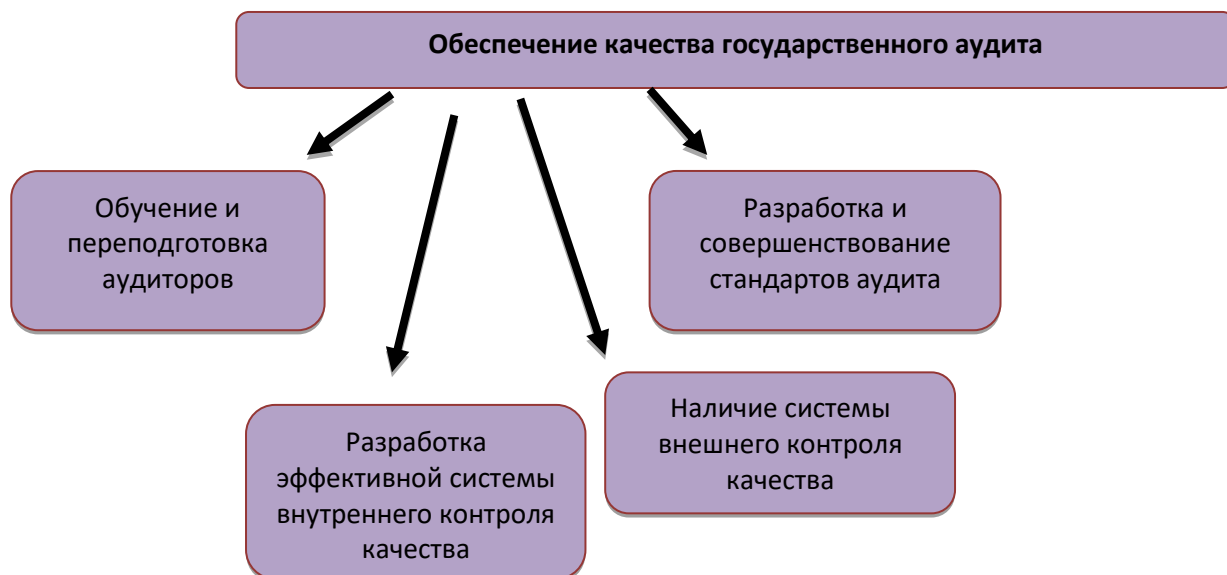 Обеспечение качества государственного аудита
Обучение и
переподготовка
аудиторов
Разработка и
совершенствование
стандартов аудита
Разработка
эффективной системы
внутреннего контроля
качества
Наличие системы
внешнего контроля
качества